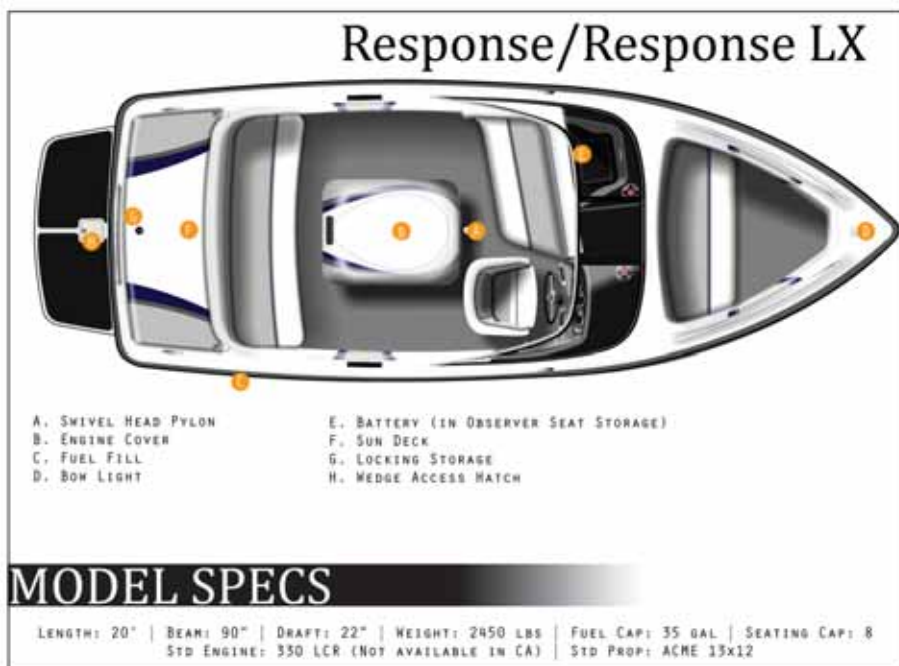 Response/Response LX
A. Swivel Head Pylon
B. Engine Cover
C. Fuel Fill
D. Bow Light
E. Battery (in Observer Seat Storage)
F. Sun Deck
G. Locking Storage
H. Wedge Access Hatch
MODEL SPECS
Length: 20' | Beam: 90" | Draft: 22" | Weight: 2450 lbs | Fuel Cap: 35 gal | Seating Cap: 8
Std Engine: 330 LCR (Not available in CA) | Std Prop: ACME 13x12